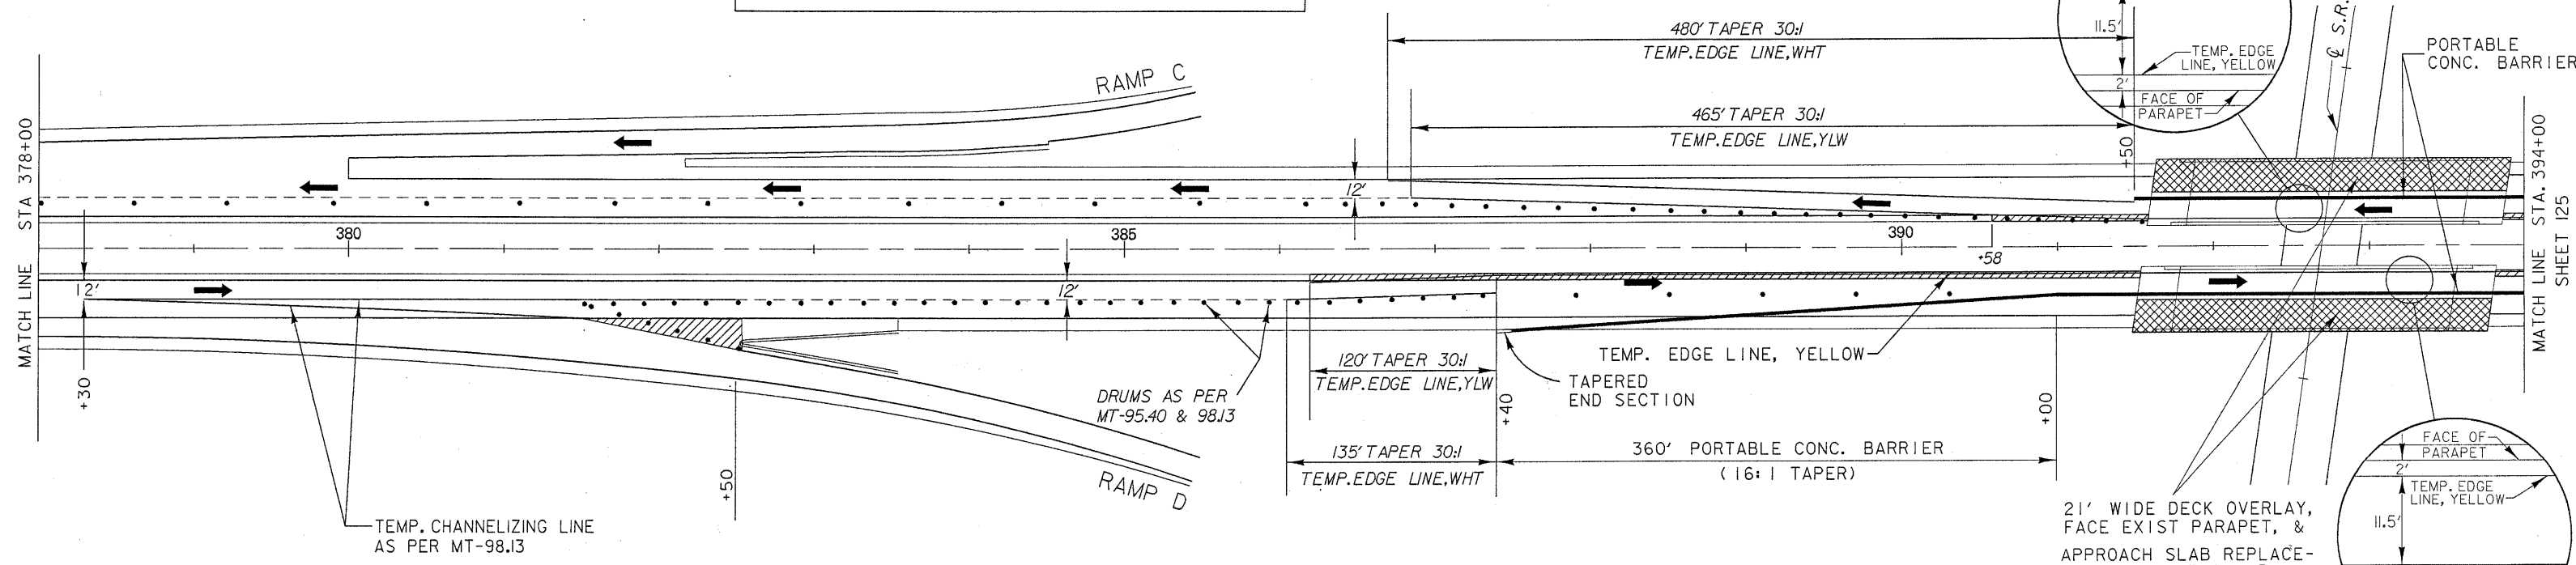 480' TAPER 30:1
TEMP.EDGE LINE,WHT
465' TAPER 30:1
TEMP.EDGE LINE,YLW
11.5'
TEMP. EDGE
LINE, YELLOW
2'
FACE OF
PARAPET
+50
℄ S.R.
PORTABLE
CONC. BARRIER
RAMP C
MATCH LINE STA 378+00
12'
380
385
390
+58
MATCH LINE STA. 394+00
SHEET 125
12'
12'
+30
+50
TEMP. CHANNELIZING LINE
AS PER MT-98.13
RAMP D
DRUMS AS PER
MT-95.40 & 98.13
120' TAPER 30:1
TEMP.EDGE LINE,YLW
135' TAPER 30:1
TEMP.EDGE LINE,WHT
TEMP. EDGE LINE, YELLOW
TAPERED
END SECTION
+40
+00
360' PORTABLE CONC. BARRIER
(16:1 TAPER)
21' WIDE DECK OVERLAY,
FACE EXIST PARAPET, &
APPROACH SLAB REPLACE-
FACE OF
PARAPET
2'
TEMP. EDGE
LINE, YELLOW
11.5'